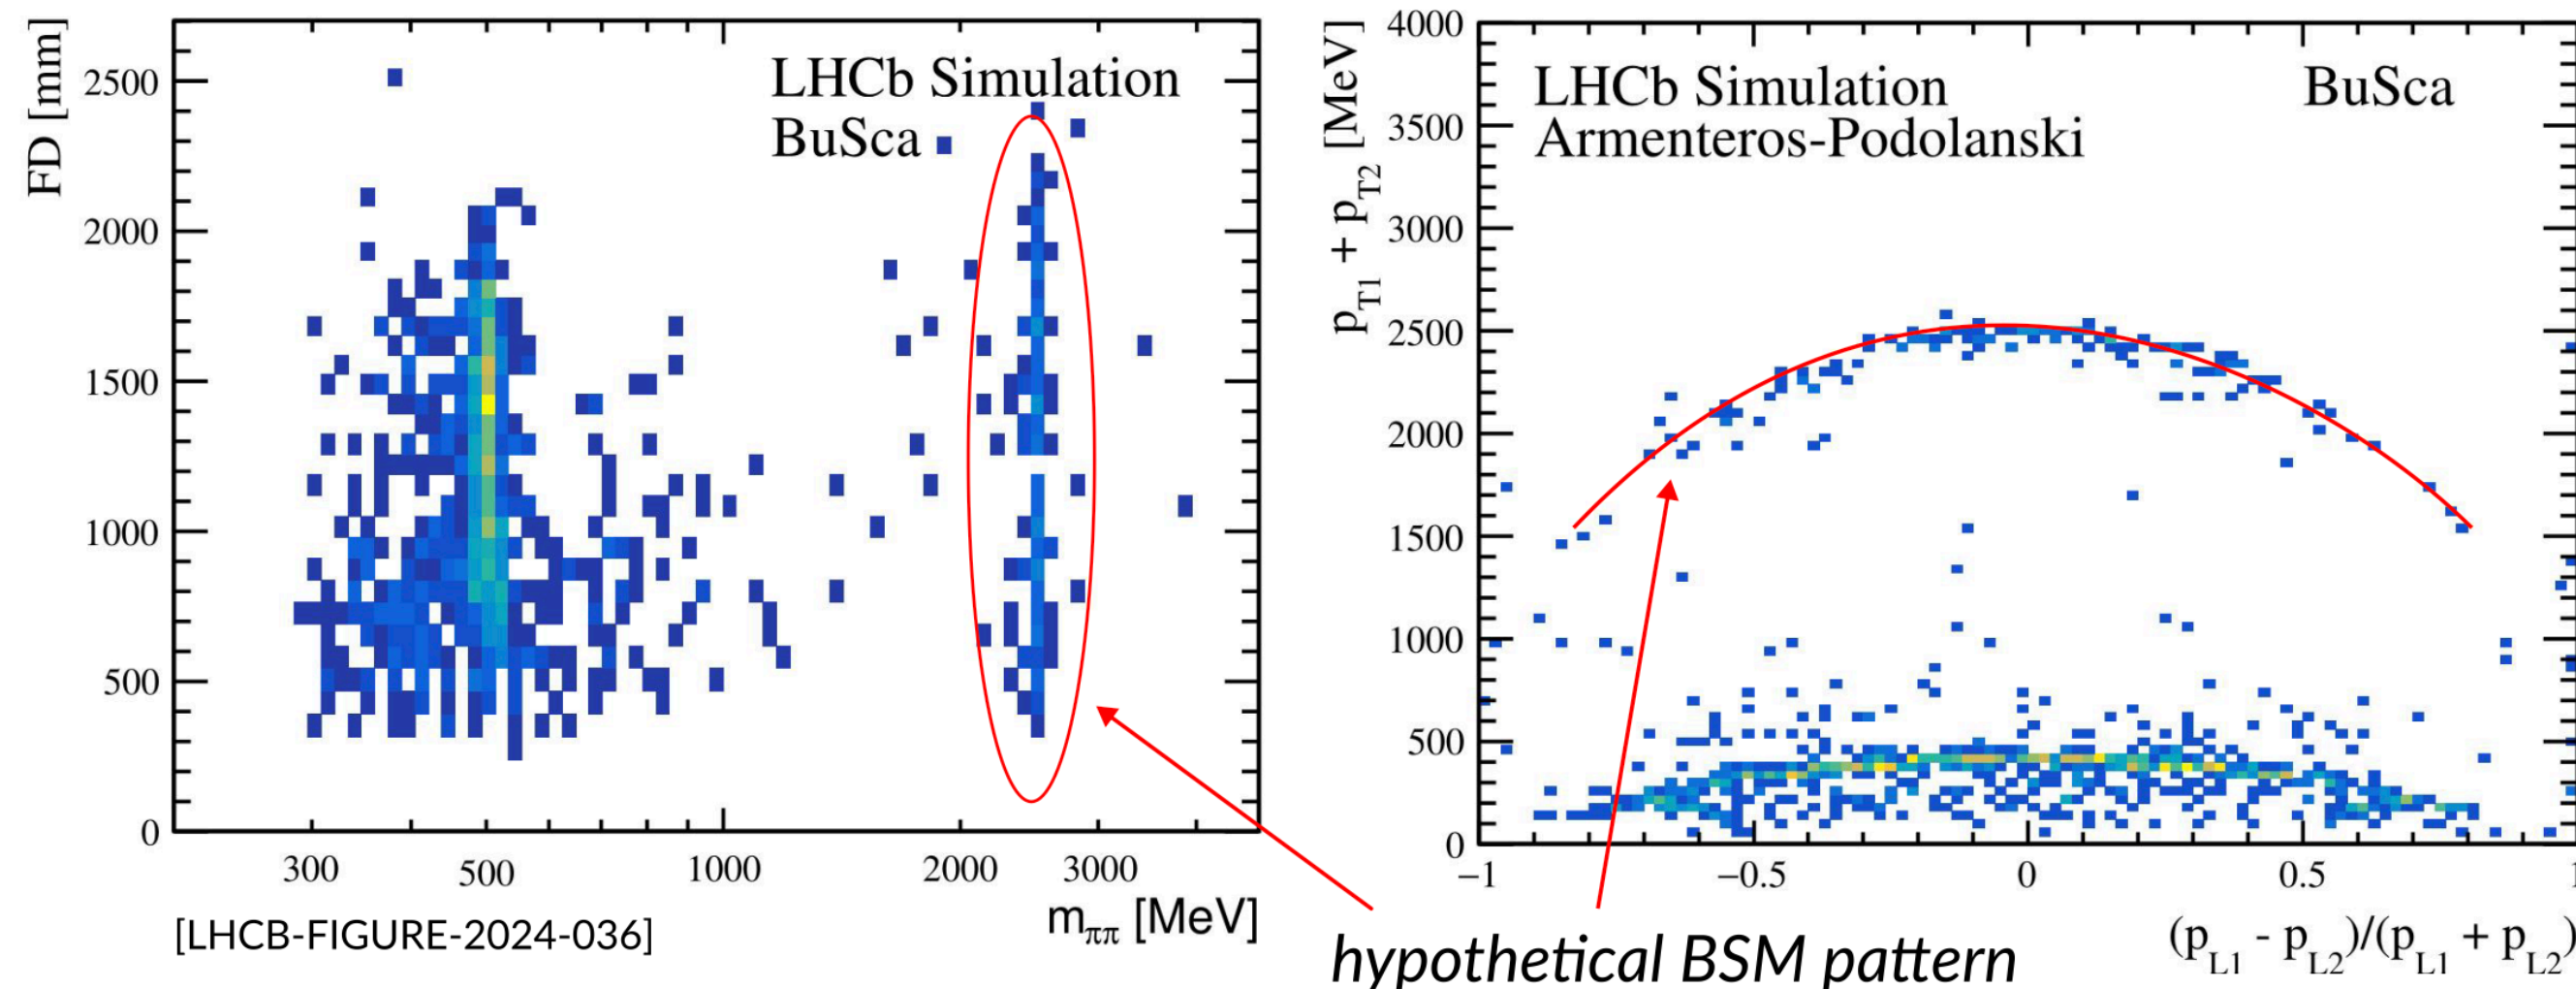 FD [mm]
2500
2000
1500
1000
500
0
LHCb Simulation
BuSca
300 500 1000 2000 3000
mππ [MeV]
[LHCB-FIGURE-2024-036]
pT1 + pT2 [MeV]
4000
3500
3000
2500
2000
1500
1000
500
0
LHCb Simulation
BuSca
Armenteros-Podolanski
−1 −0.5 0 0.5 1
(pL1 - pL2)/(pL1 + pL2)
hypothetical BSM pattern